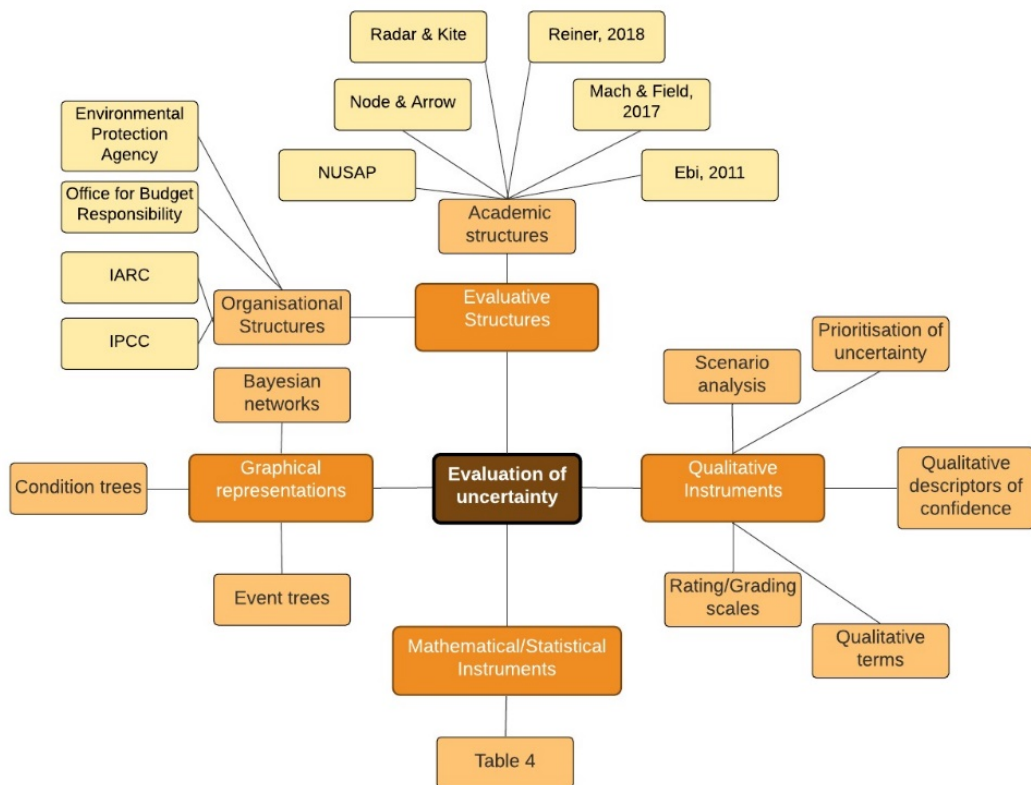 Radar & Kite
Reiner, 2018
Node & Arrow
Mach & Field,
2017
Environmental
Protection
Agency
NUSAP
Ebi, 2011
Office for Budget
Responsibility
Academic
structures
IARC
Organisational
Structures
Evaluative
Structures
IPCC
Prioritisation of
uncertainty
Scenario
analysis
Bayesian
networks
Condition trees
Graphical
representations
Evaluation of
uncertainty
Qualitative
Instruments
Qualitative
descriptors of
confidence
Event trees
Rating/Grading
scales
Qualitative
terms
Mathematical/Statistical
Instruments
Table 4